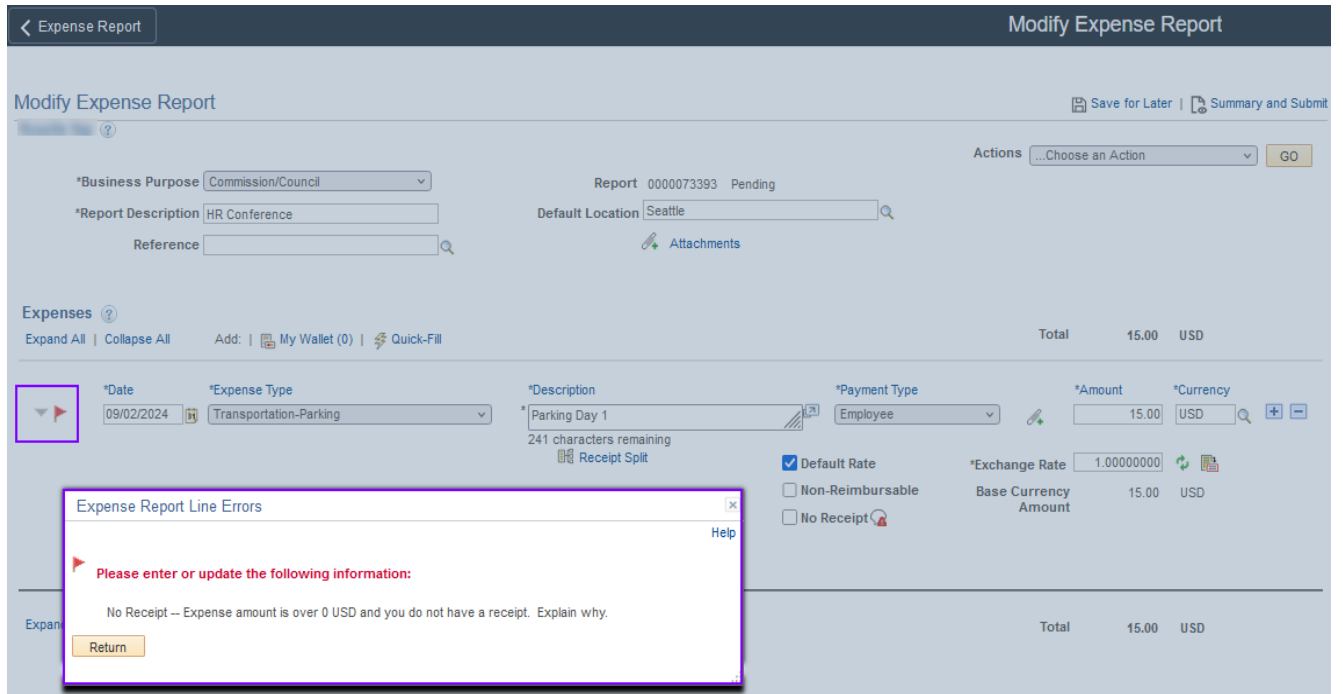 Expense Report
Modify Expense Report
Modify Expense Report
Save for Later | Summary and Submit
Actions ...Choose an Action GO
*Business Purpose Commission/Council
Report 0000073393 Pending
*Report Description HR Conference
Default Location Seattle
Reference
Attachments
Expenses
Expand All | Collapse All Add: | My Wallet (0) | Quick-Fill
Total 15.00 USD
*Date *Expense Type *Description *Payment Type *Amount *Currency
09/02/2024 Transportation-Parking * Parking Day 1 Employee 15.00 USD
241 characters remaining
Receipt Split
Default Rate
*Exchange Rate 1.00000000
Non-Reimbursable
Base Currency Amount 15.00 USD
No Receipt
Expense Report Line Errors
Help
Please enter or update the following information:
No Receipt -- Expense amount is over 0 USD and you do not have a receipt. Explain why.
Return
Expan
Total 15.00 USD